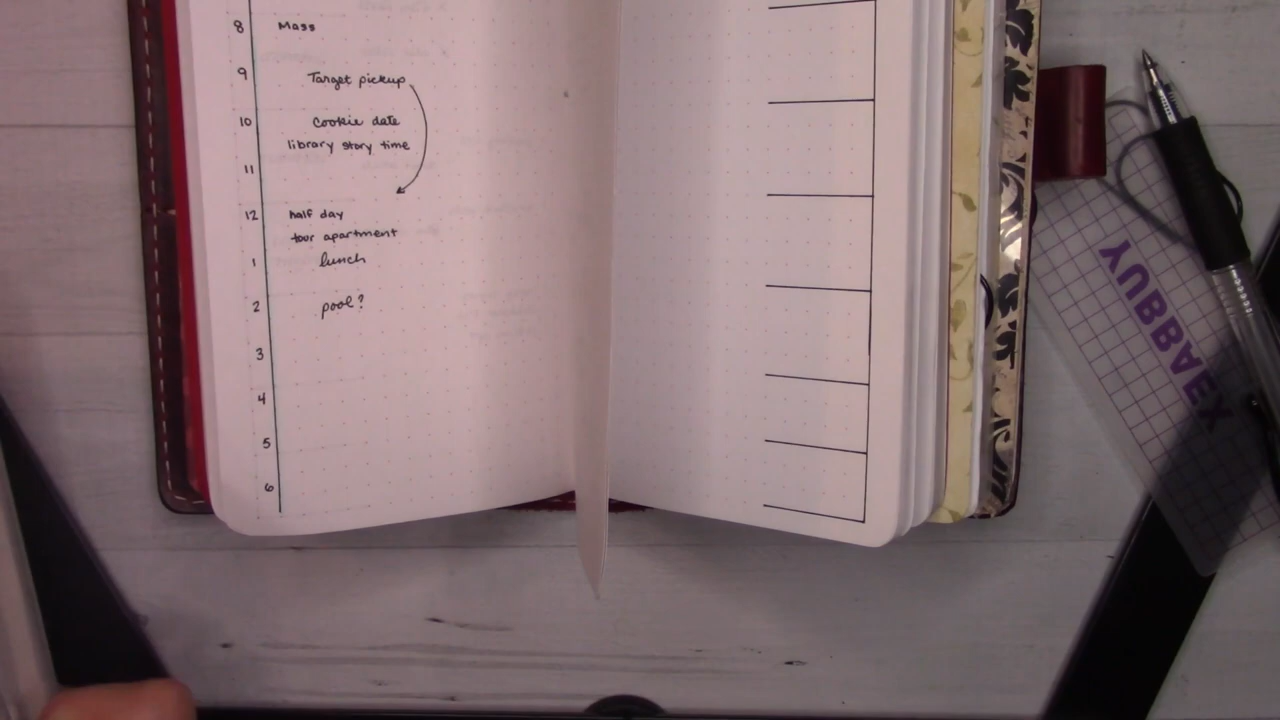 8 Mass
9 Target pickup
10 cookie date
library story time
11
12 half day
tour apartment
1 lunch
2 pool?
3
4
5
6
YUBBAEX